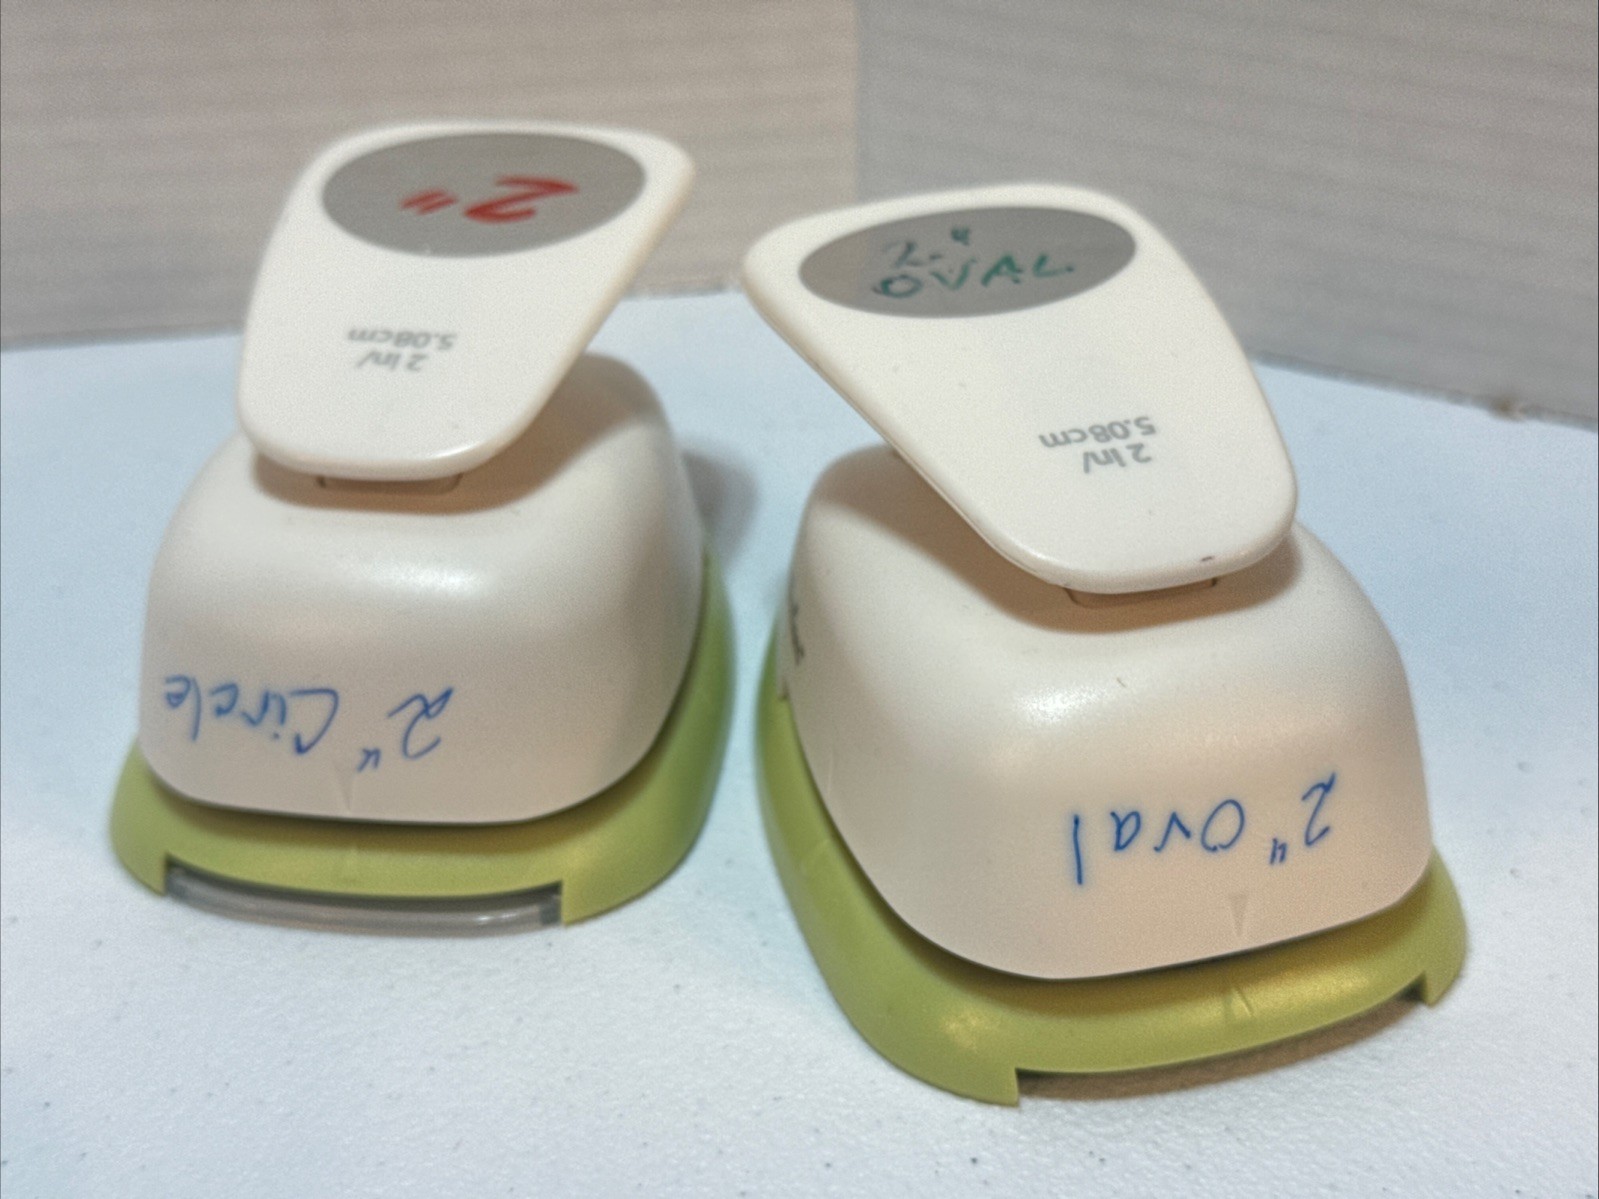 2"
2 in/
5.08cm
2" Circle
2."
OVAL
2 in/
5.08cm
2" Oval